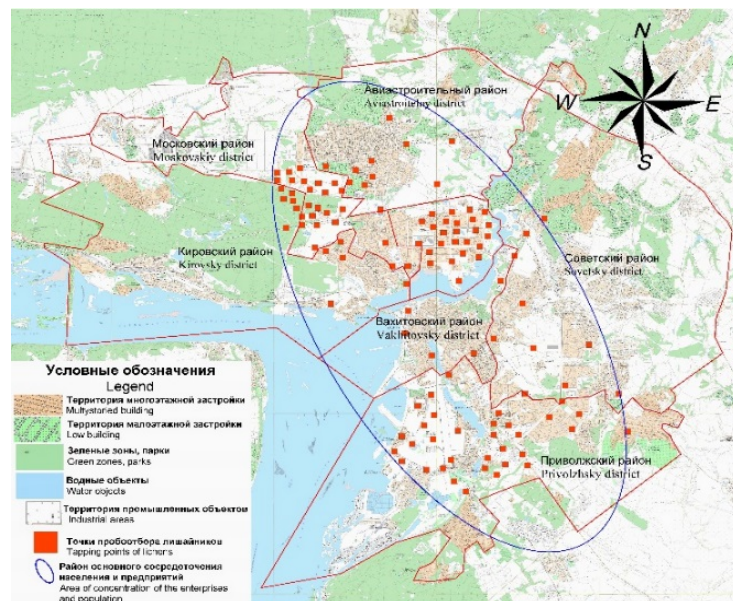 N
Авиастроительный район
Aviastroitelny district
W
E
Московский район
Moskovskiy district
S
Кировский район
Kirovsky district
Советский район
Sovetsky district
Вахитовский район
Vakhitovsky district
Условные обозначения
Legend
Территория многоэтажной застройки
Multystoried building
Территория малоэтажной застройки
Low building
Зеленые зоны, парки
Green zones, parks
Приволжский район
Privolzhsky district
Водные объекты
Water objects
Территория промышленных объектов
Industrial areas
Точки пробоотбора лишайников
Tapping points of lichens
Район основного сосредоточения
населения и предприятий
Area of concentration of the enterprises
and population